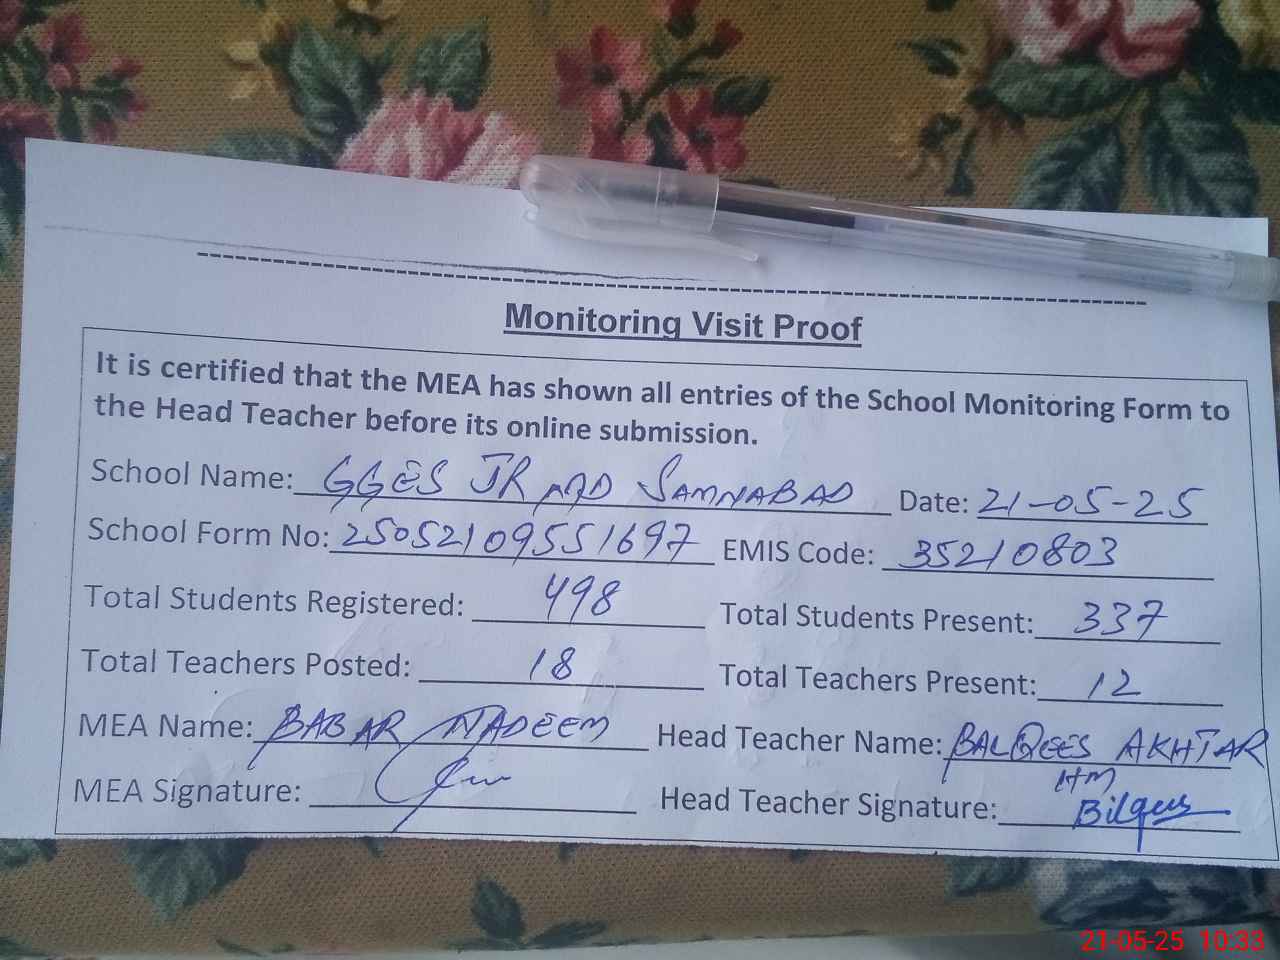 Monitoring Visit Proof
It is certified that the MEA has shown all entries of the School Monitoring Form to
the Head Teacher before its online submission.
School Name: GGES JR MDD SAMNABAD Date: 21-05-25
School Form No: 25052109551697 EMIS Code: 35210803
Total Students Registered: 498 Total Students Present: 337
Total Teachers Posted: 18 Total Teachers Present: 12
MEA Name: BABAR NADEEM Head Teacher Name: BALQEES AKHTAR
HM
MEA Signature: Head Teacher Signature: Bilques
21-05-25 10:33